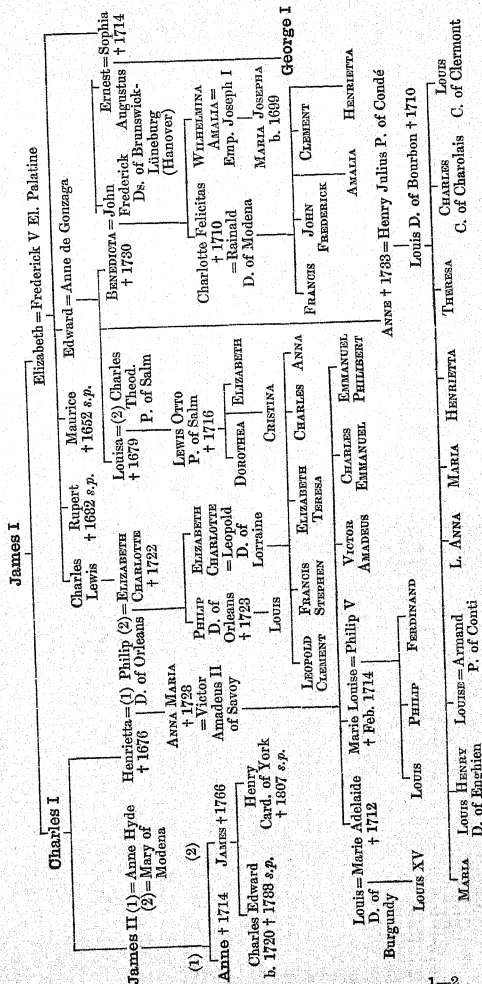 James I
Elizabeth = Frederick V El. Palatine
Charles I
Charles
Lewis
Rupert
† 1682 s.p.
Maurice
† 1652 s.p.
Edward = Anne de Gonzaga
Ernest = Sophia
Augustus † 1714
James II (1) = Anne Hyde
(2) = Mary of
Modena
Henrietta = (1) Philip (2) = ELIZABETH
† 1676 D. of Orleans CHARLOTTE
† 1722
Louisa = (2) Charles
† 1679 Theod.
P. of Salm
BENEDICTA = John
† 1730 Frederick
Ds. of Brunswick-
Lüneburg
(Hanover)
George I
(1) (2)
Anne † 1714 JAMES † 1766
Charles Edward
b. 1720 † 1788 s.p.
Henry
Card. of York
† 1807 s.p.
ANNA MARIA
† 1728
= Victor
Amadeus II
of Savoy
PHILIP
D. of
Orleans
† 1723
LOUIS
ELIZABETH
CHARLOTTE
= Leopold
D. of
Lorraine
LEWIS OTTO
P. of Salm
† 1716
DOROTHEA ELIZABETH
CRISTINA
Charlotte Felicitas
† 1710
= Rainald
D. of Modena
WILHELMINA
AMALIA =
Emp. Joseph I
MARIA JOSEPHA
b. 1699
FRANCIS
JOHN
FREDERICK
CLEMENT
AMALIA
HENRIETTA
LEOPOLD
CLEMENT
FRANCIS
STEPHEN
ELIZABETH
TERESA
CHARLES
ANNA
Louis = Marie Adelaide
D. of † 1712
Burgundy
LOUIS XV
Marie Louise = Philip V
† Feb. 1714
VICTOR
AMADEUS
CHARLES
EMMANUEL
EMMANUEL
PHILIBERT
ANNE † 1733 = Henry Julius P. of Condé
LOUIS
PHILIP
FERDINAND
Louis D. of Bourbon † 1710
MARIA
LOUIS HENRY
D. of Enghien
LOUISE = Armand
P. of Conti
L. ANNA
MARIA
HENRIETTA
THERESA
CHARLES
C. of Charolais
LOUIS
C. of Clermont
1—2